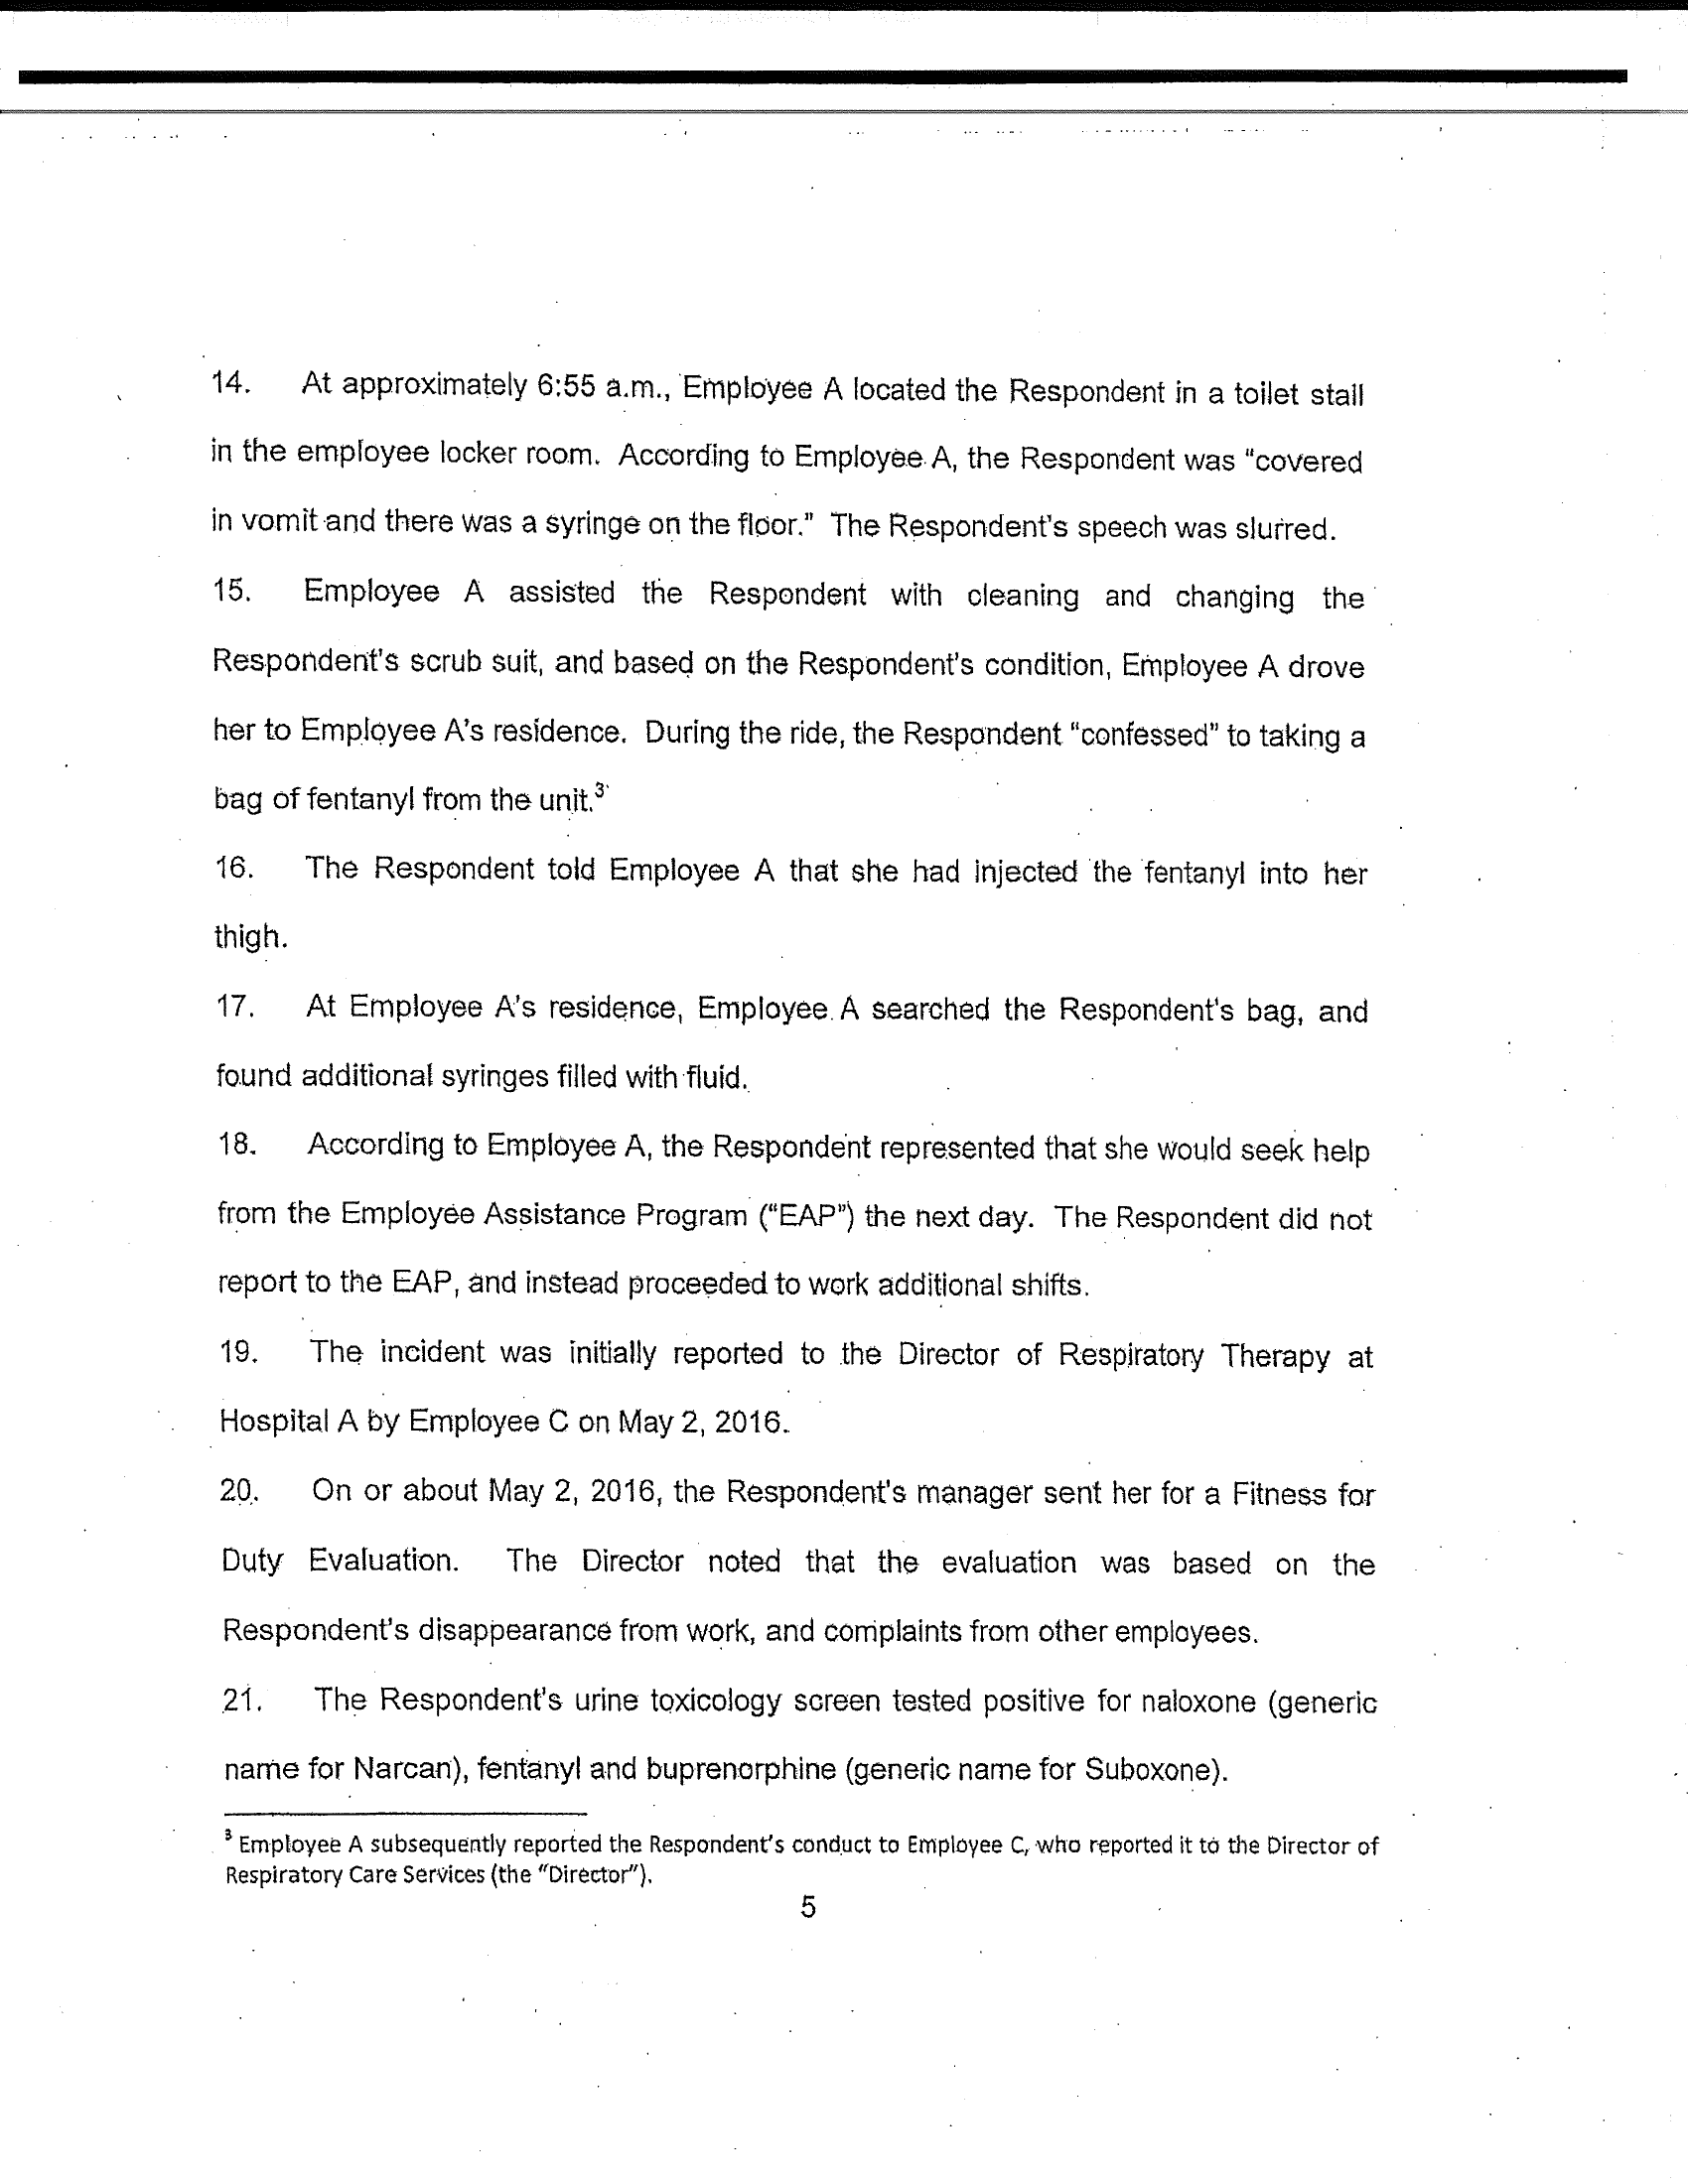 14. At approximately 6:55 a.m., Employee A located the Respondent in a toilet stall
in the employee locker room. According to Employee A, the Respondent was "covered
in vomit and there was a syringe on the floor." The Respondent's speech was slurred.
15. Employee A assisted the Respondent with cleaning and changing the
Respondent's scrub suit, and based on the Respondent's condition, Employee A drove
her to Employee A's residence. During the ride, the Respondent "confessed" to taking a
bag of fentanyl from the unit.³
16. The Respondent told Employee A that she had injected the fentanyl into her
thigh.
17. At Employee A's residence, Employee A searched the Respondent's bag, and
found additional syringes filled with fluid.
18. According to Employee A, the Respondent represented that she would seek help
from the Employee Assistance Program ("EAP") the next day. The Respondent did not
report to the EAP, and instead proceeded to work additional shifts.
19. The incident was initially reported to the Director of Respiratory Therapy at
Hospital A by Employee C on May 2, 2016.
20. On or about May 2, 2016, the Respondent's manager sent her for a Fitness for
Duty Evaluation. The Director noted that the evaluation was based on the
Respondent's disappearance from work, and complaints from other employees.
21. The Respondent's urine toxicology screen tested positive for naloxone (generic
name for Narcan), fentanyl and buprenorphine (generic name for Suboxone).
³ Employee A subsequently reported the Respondent's conduct to Employee C, who reported it to the Director of
Respiratory Care Services (the "Director").
5